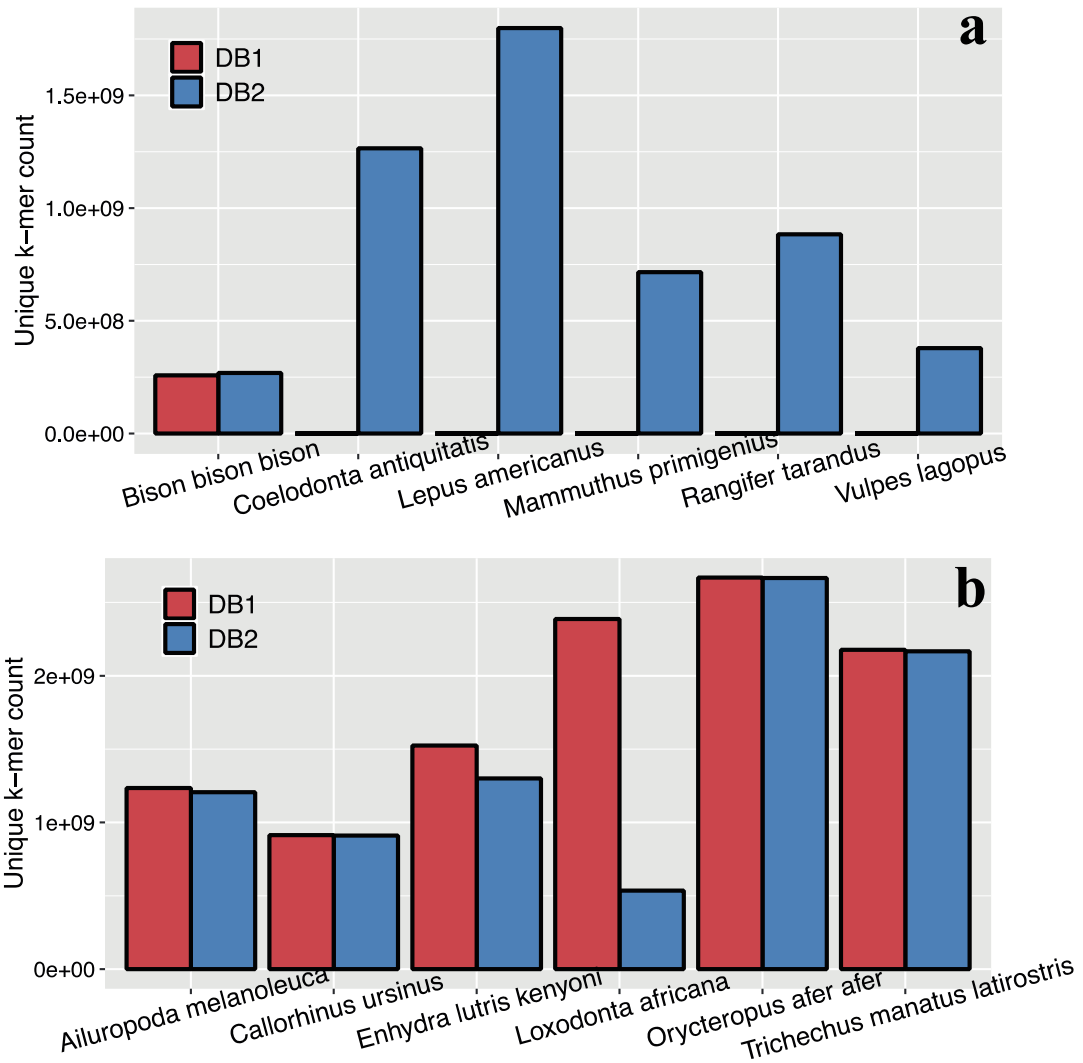 a
DB1
DB2
Unique k−mer count
1.5e+09
1.0e+09
5.0e+08
0.0e+00
Bison bison bison
Coelodonta antiquitatis
Lepus americanus
Mammuthus primigenius
Rangifer tarandus
Vulpes lagopus
b
DB1
DB2
Unique k−mer count
2e+09
1e+09
0e+00
Ailuropoda melanoleuca
Callorhinus ursinus
Enhydra lutris kenyoni
Loxodonta africana
Orycteropus afer afer
Trichechus manatus latirostris